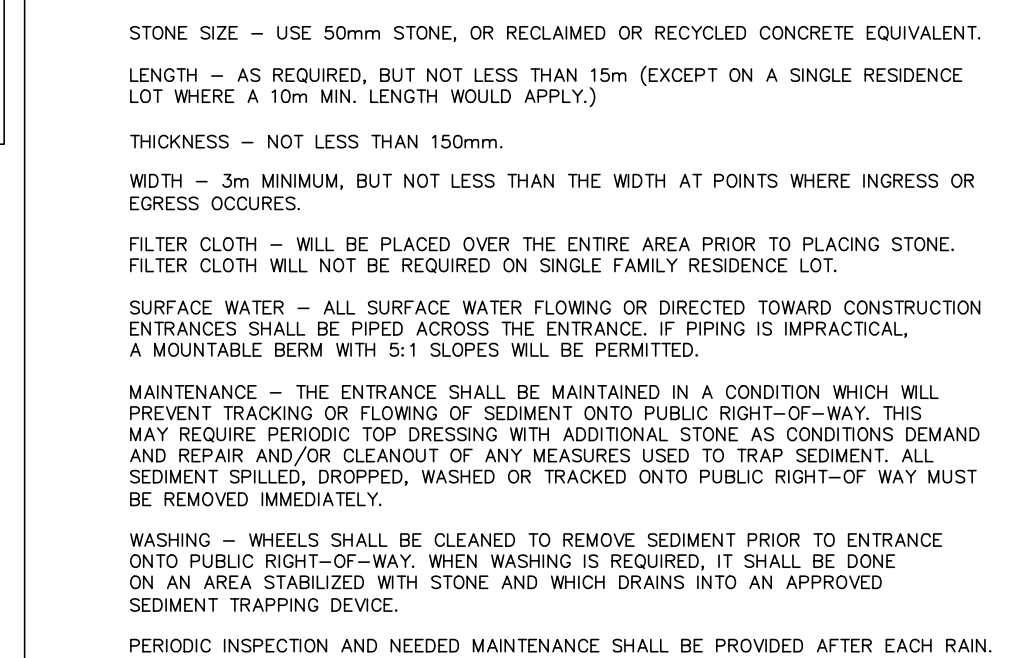 STONE SIZE – USE 50mm STONE, OR RECLAIMED OR RECYCLED CONCRETE EQUIVALENT.
LENGTH – AS REQUIRED, BUT NOT LESS THAN 15m (EXCEPT ON A SINGLE RESIDENCE
LOT WHERE A 10m MIN. LENGTH WOULD APPLY.)
THICKNESS – NOT LESS THAN 150mm.
WIDTH – 3m MINIMUM, BUT NOT LESS THAN THE WIDTH AT POINTS WHERE INGRESS OR
EGRESS OCCURES.
FILTER CLOTH – WILL BE PLACED OVER THE ENTIRE AREA PRIOR TO PLACING STONE.
FILTER CLOTH WILL NOT BE REQUIRED ON SINGLE FAMILY RESIDENCE LOT.
SURFACE WATER – ALL SURFACE WATER FLOWING OR DIRECTED TOWARD CONSTRUCTION
ENTRANCES SHALL BE PIPED ACROSS THE ENTRANCE. IF PIPING IS IMPRACTICAL,
A MOUNTABLE BERM WITH 5:1 SLOPES WILL BE PERMITTED.
MAINTENANCE – THE ENTRANCE SHALL BE MAINTAINED IN A CONDITION WHICH WILL
PREVENT TRACKING OR FLOWING OF SEDIMENT ONTO PUBLIC RIGHT–OF–WAY. THIS
MAY REQUIRE PERIODIC TOP DRESSING WITH ADDITIONAL STONE AS CONDITIONS DEMAND
AND REPAIR AND/OR CLEANOUT OF ANY MEASURES USED TO TRAP SEDIMENT. ALL
SEDIMENT SPILLED, DROPPED, WASHED OR TRACKED ONTO PUBLIC RIGHT–OF WAY MUST
BE REMOVED IMMEDIATELY.
WASHING – WHEELS SHALL BE CLEANED TO REMOVE SEDIMENT PRIOR TO ENTRANCE
ONTO PUBLIC RIGHT–OF–WAY. WHEN WASHING IS REQUIRED, IT SHALL BE DONE
ON AN AREA STABILIZED WITH STONE AND WHICH DRAINS INTO AN APPROVED
SEDIMENT TRAPPING DEVICE.
PERIODIC INSPECTION AND NEEDED MAINTENANCE SHALL BE PROVIDED AFTER EACH RAIN.